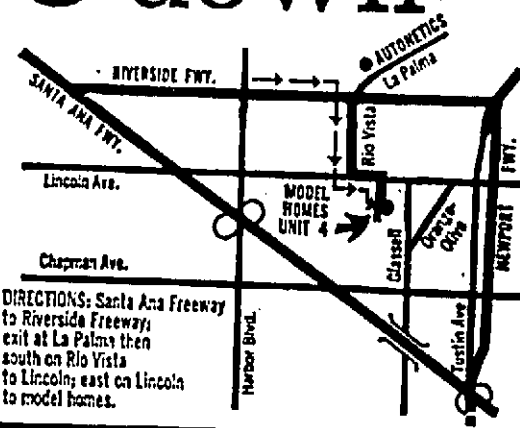 down
AUTONETICS
La Palma
RIVERSIDE FWY.
SANTA ANA FWY.
Rio Vista
Lincoln Ave.
MODEL
HOMES
UNIT 4
Glassell
Orange-
Olive
NEWPORT FWY.
Chapman Ave.
Harbor Blvd.
Tustin Ave
DIRECTIONS: Santa Ana Freeway
to Riverside Freeway;
exit at La Palma then
south on Rio Vista
to Lincoln; east on Lincoln
to model homes.